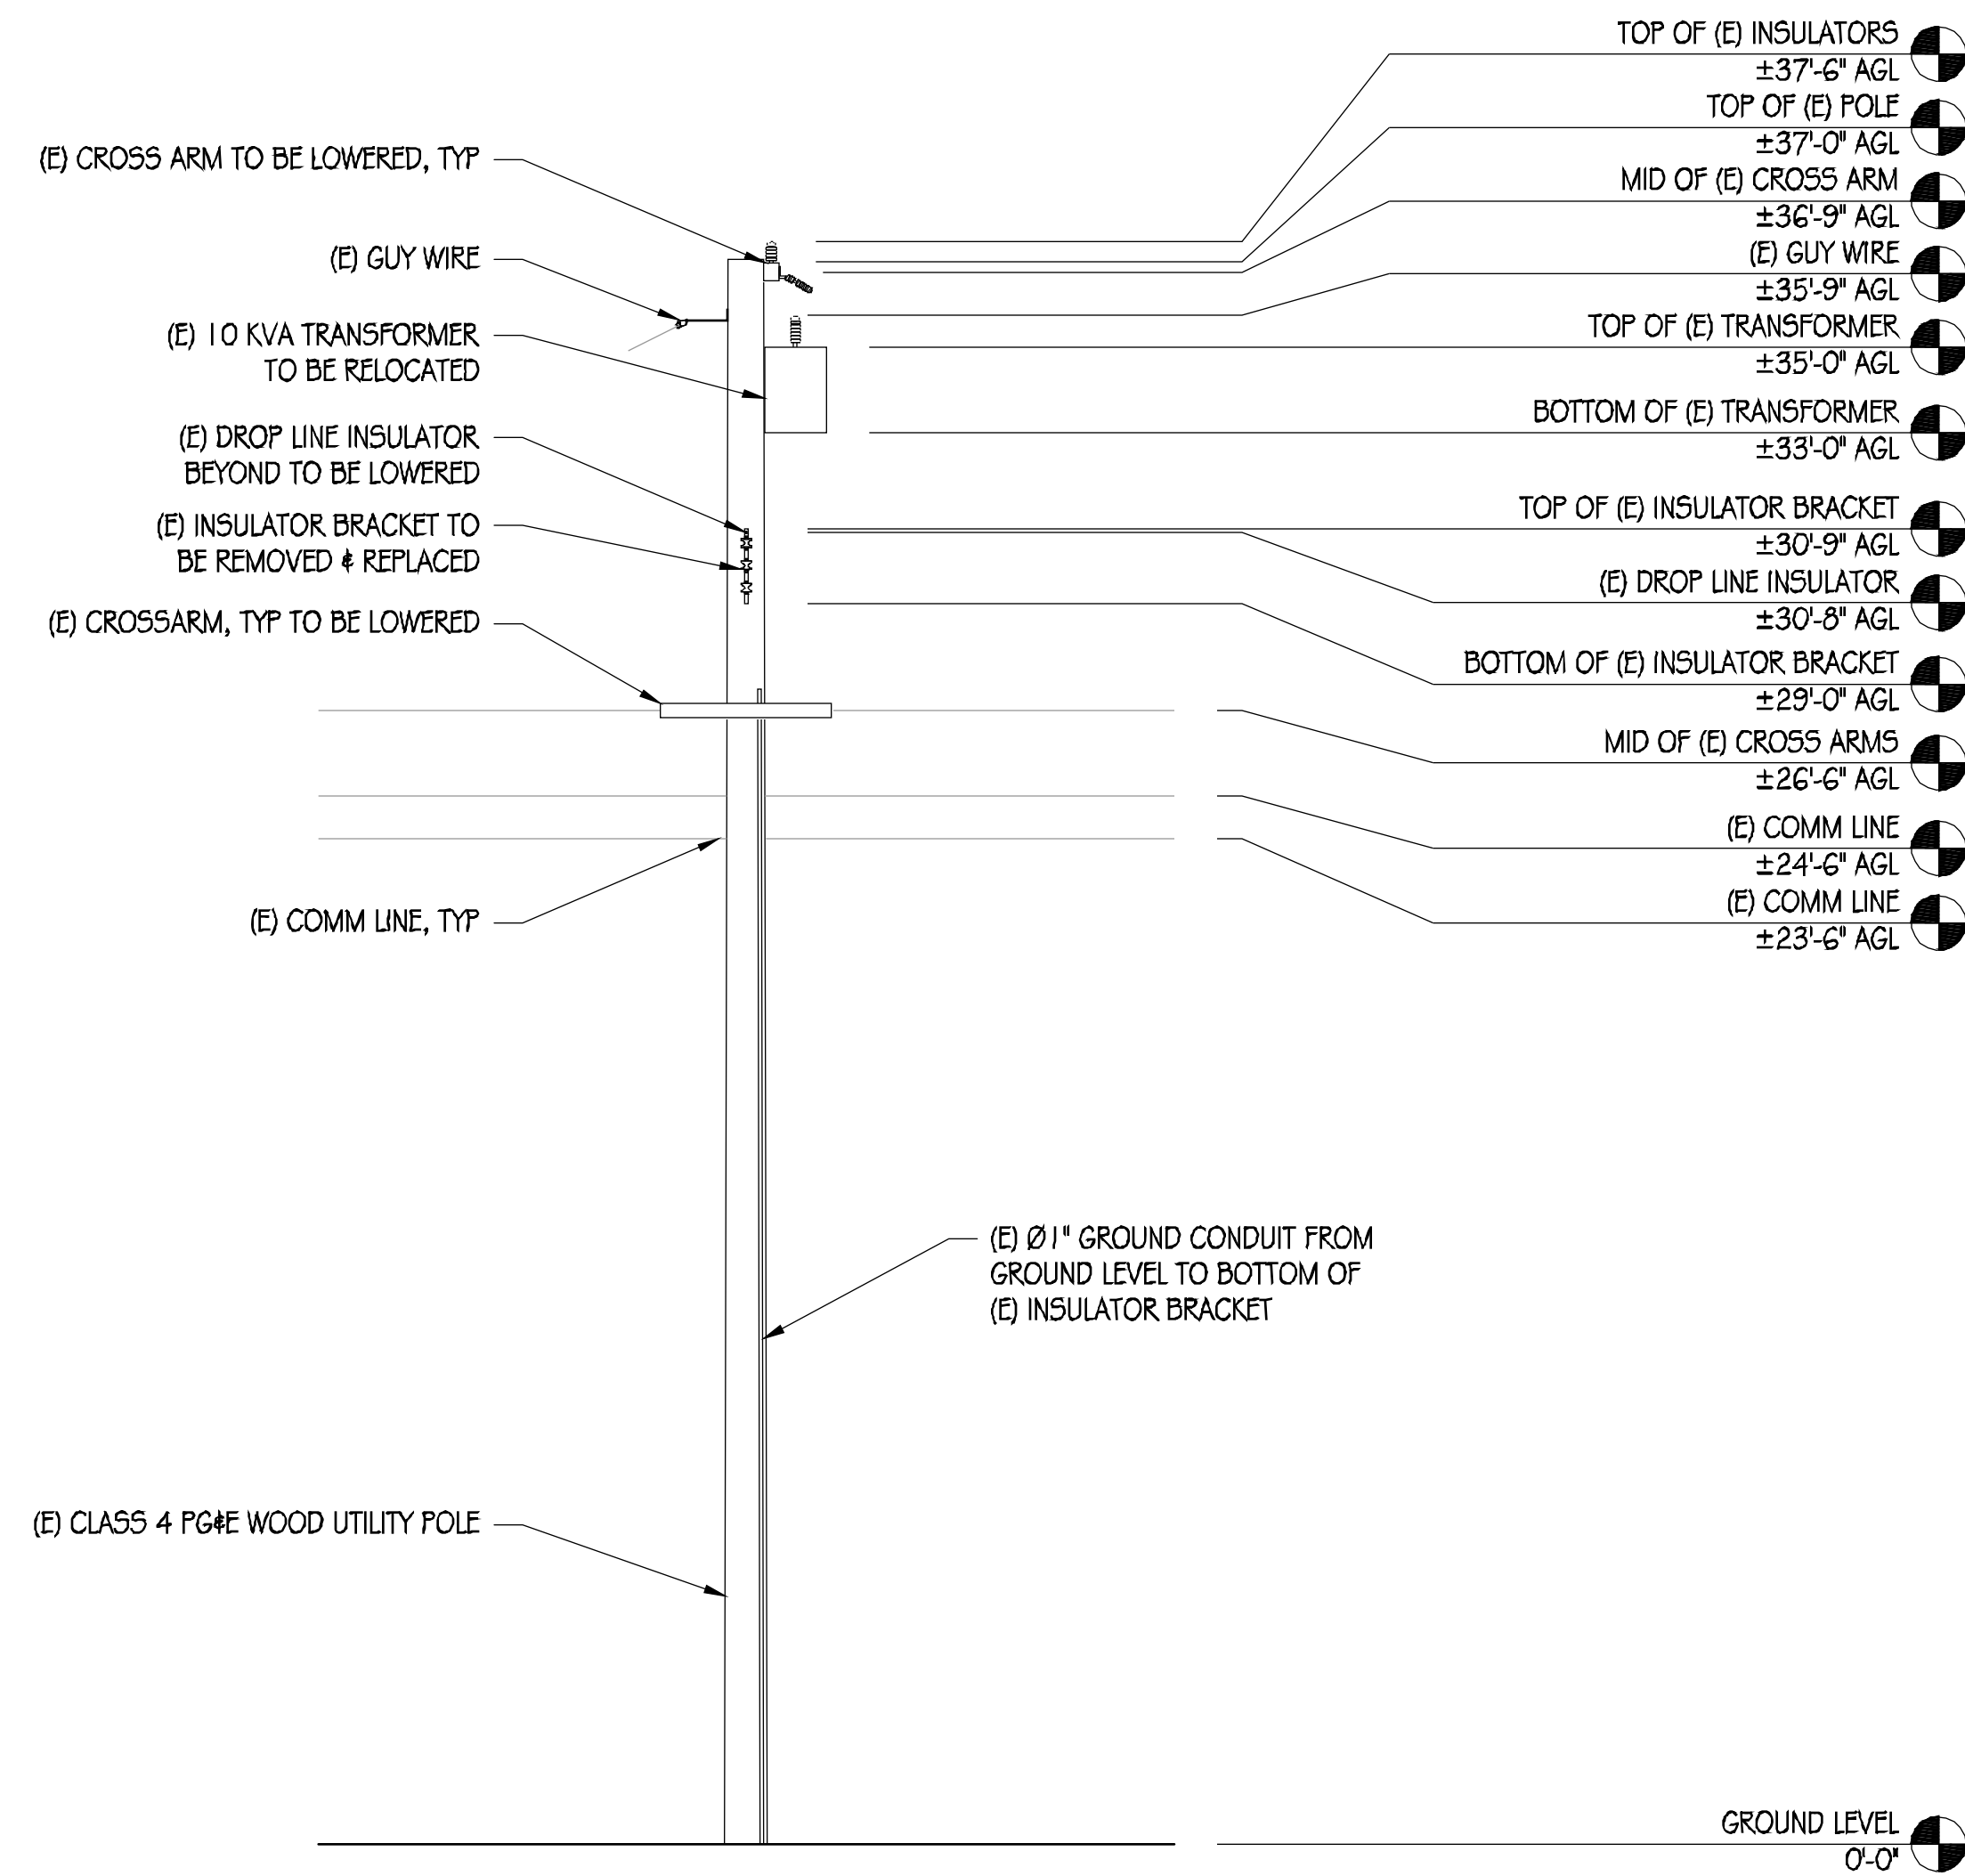 TOP OF (E) INSULATORS
±37'-6" AGL
TOP OF (E) POLE
±37'-0" AGL
MID OF (E) CROSS ARM
±36'-9" AGL
(E) GUY WIRE
±35'-9" AGL
TOP OF (E) TRANSFORMER
±35'-0" AGL
BOTTOM OF (E) TRANSFORMER
±33'-0" AGL
TOP OF (E) INSULATOR BRACKET
±30'-9" AGL
(E) DROP LINE INSULATOR
±30'-8" AGL
BOTTOM OF (E) INSULATOR BRACKET
±29'-0" AGL
MID OF (E) CROSS ARMS
±26'-6" AGL
(E) COMM LINE
±24'-6" AGL
(E) COMM LINE
±23'-6" AGL
GROUND LEVEL
0'-0"
(E) CROSS ARM TO BE LOWERED, TYP
(E) GUY WIRE
(E) 10 KVA TRANSFORMER
TO BE RELOCATED
(E) DROP LINE INSULATOR
BEYOND TO BE LOWERED
(E) INSULATOR BRACKET TO
BE REMOVED & REPLACED
(E) CROSSARM, TYP TO BE LOWERED
(E) COMM LINE, TYP
(E) Ø1" GROUND CONDUIT FROM
GROUND LEVEL TO BOTTOM OF
(E) INSULATOR BRACKET
(E) CLASS 4 PG&E WOOD UTILITY POLE